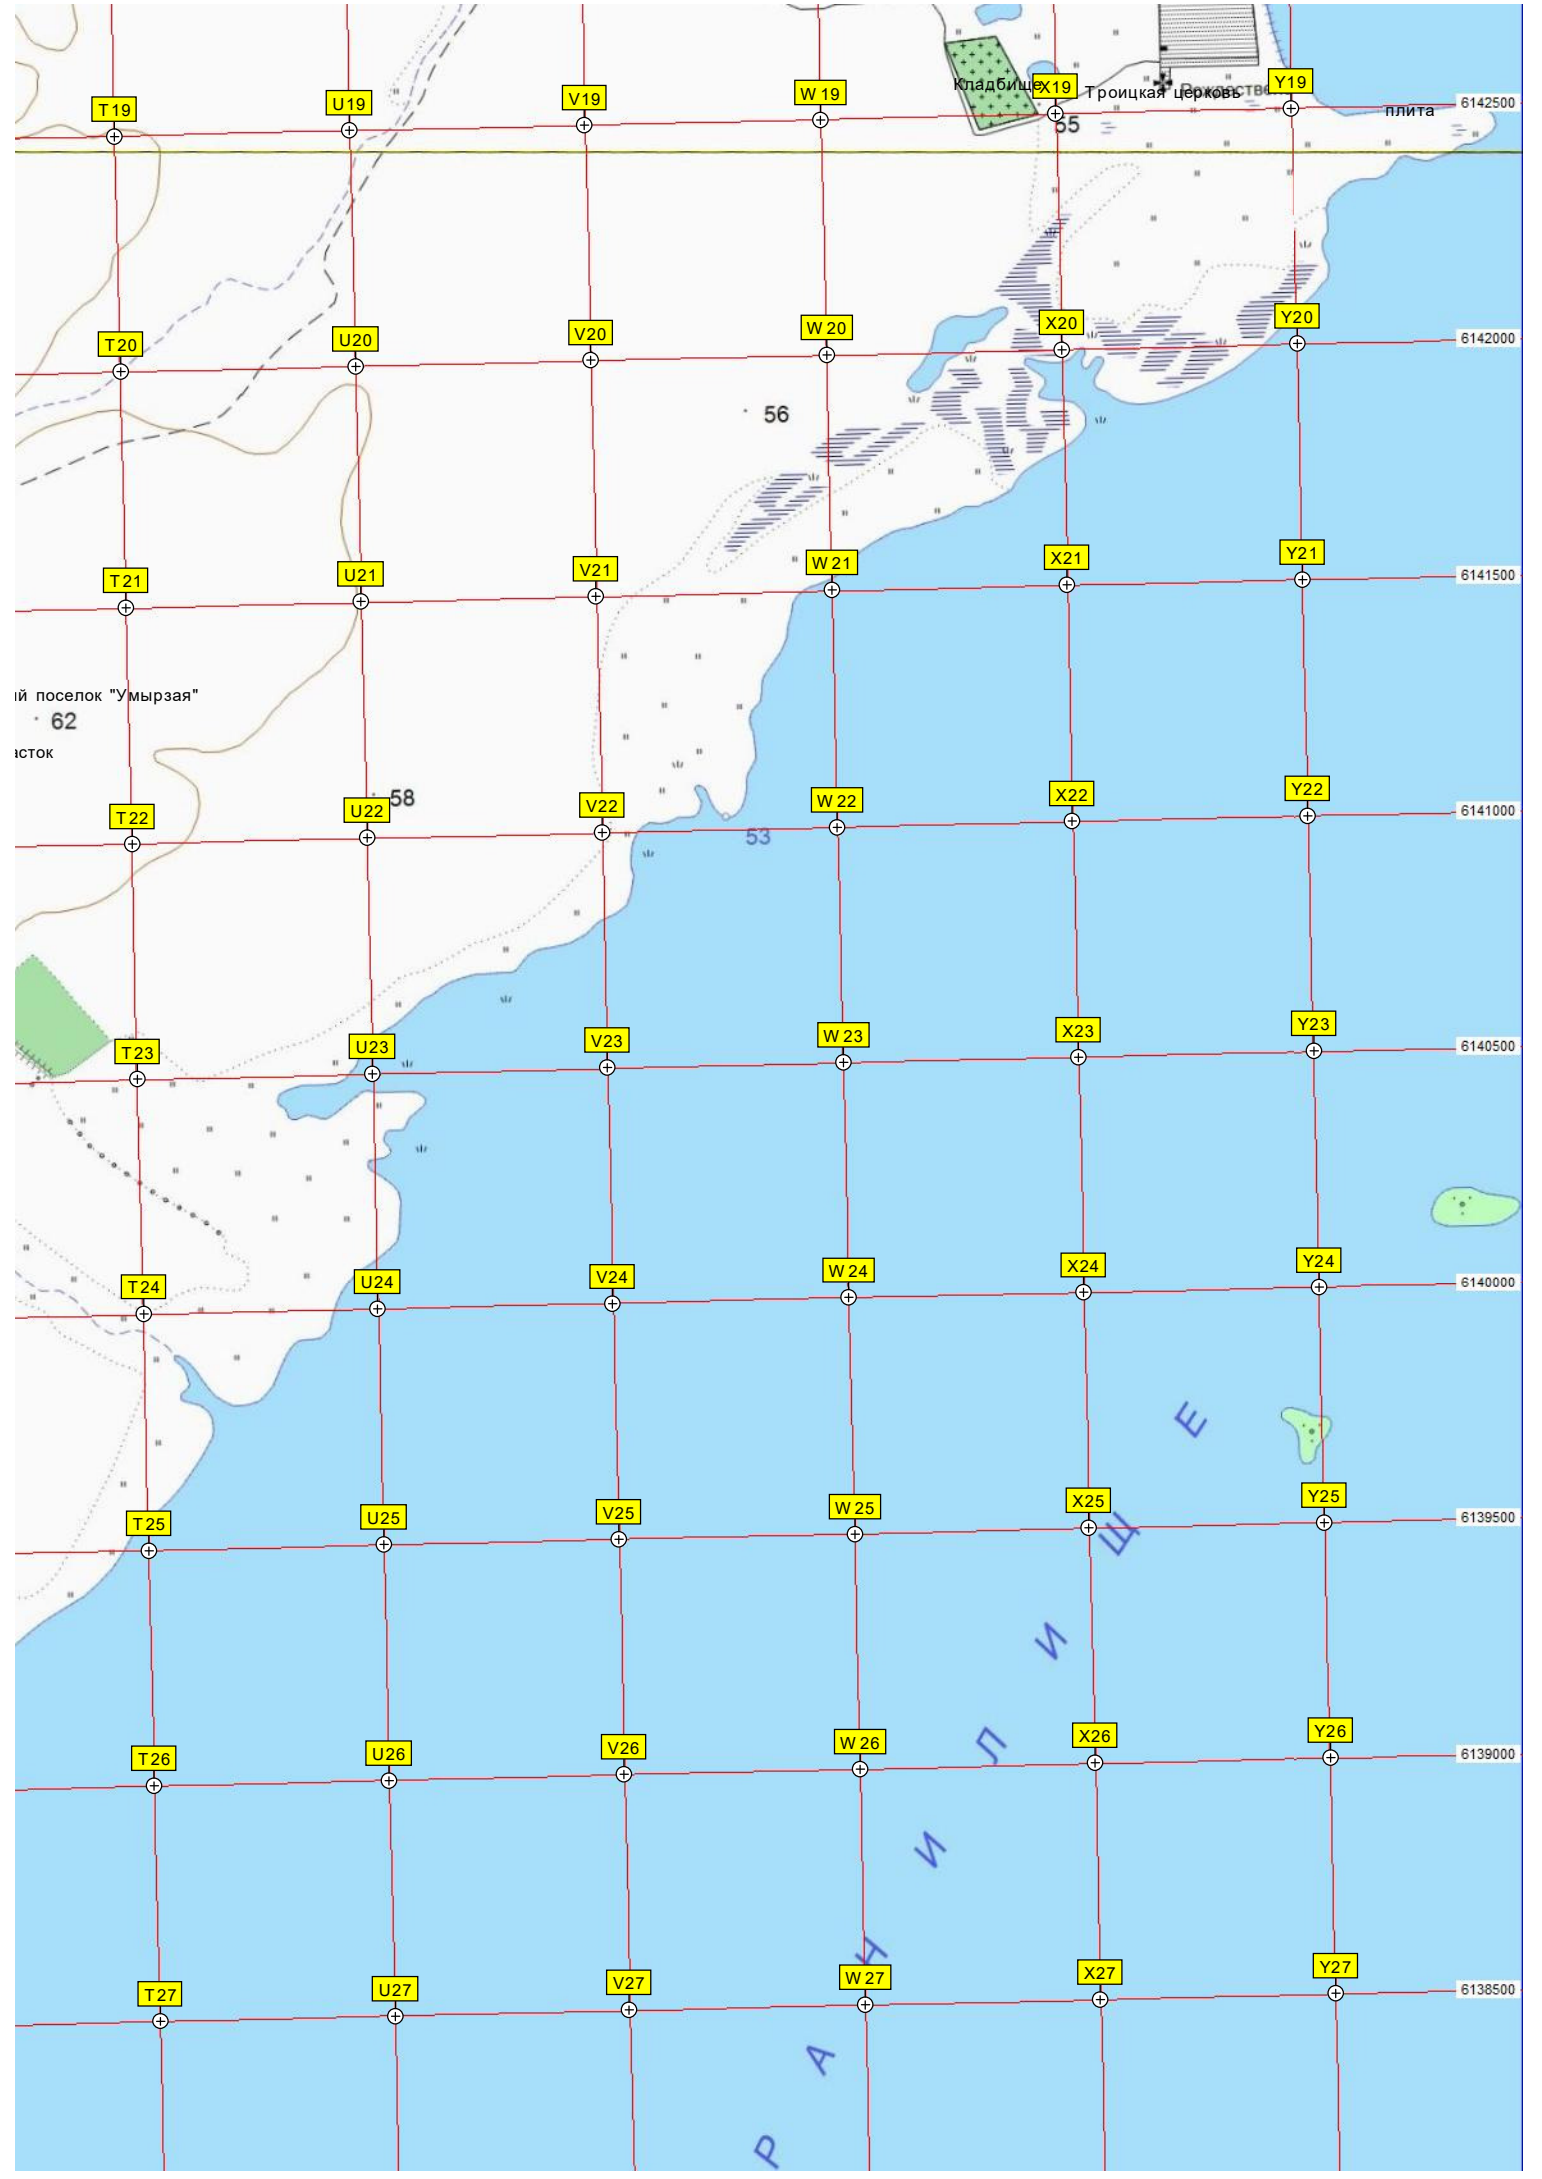 T19 U19 V19 W19 Кладбище X19 Троицкая церковь Y19 плита 6142500
55
T20 U20 V20 W20 X20 Y20 6142000
56
T21 U21 V21 W21 X21 Y21 6141500
й поселок "Умырзая"
62
асток
58
T22 U22 V22 W22 X22 Y22 6141000
53
T23 U23 V23 W23 X23 Y23 6140500
T24 U24 V24 W24 X24 Y24 6140000
Е
T25 U25 V25 W25 X25 Y25 6139500
Щ
И
T26 U26 V26 W26 X26 Y26 6139000
Л
И
Н
T27 U27 V27 W27 X27 Y27 6138500
А
Р